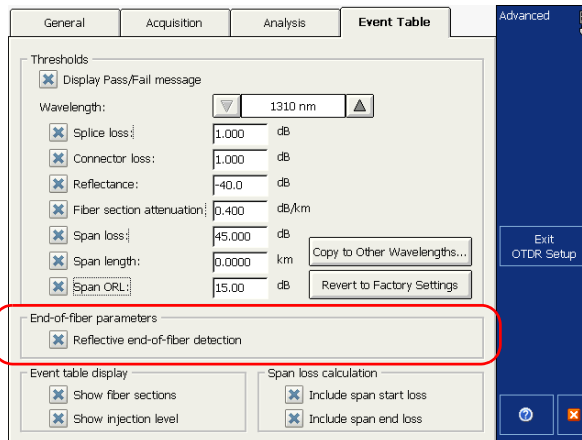 General Acquisition Analysis Event Table Advanced
Thresholds
Display Pass/Fail message
Wavelength: 1310 nm
Splice loss: 1.000 dB
Connector loss: 1.000 dB
Reflectance: -40.0 dB
Fiber section attenuation: 0.400 dB/km
Span loss: 45.000 dB
Span length: 0.0000 km
Span ORL: 15.00 dB
Copy to Other Wavelengths...
Revert to Factory Settings
Exit
OTDR Setup
End-of-fiber parameters
Reflective end-of-fiber detection
Event table display
Show fiber sections
Show injection level
Span loss calculation
Include span start loss
Include span end loss